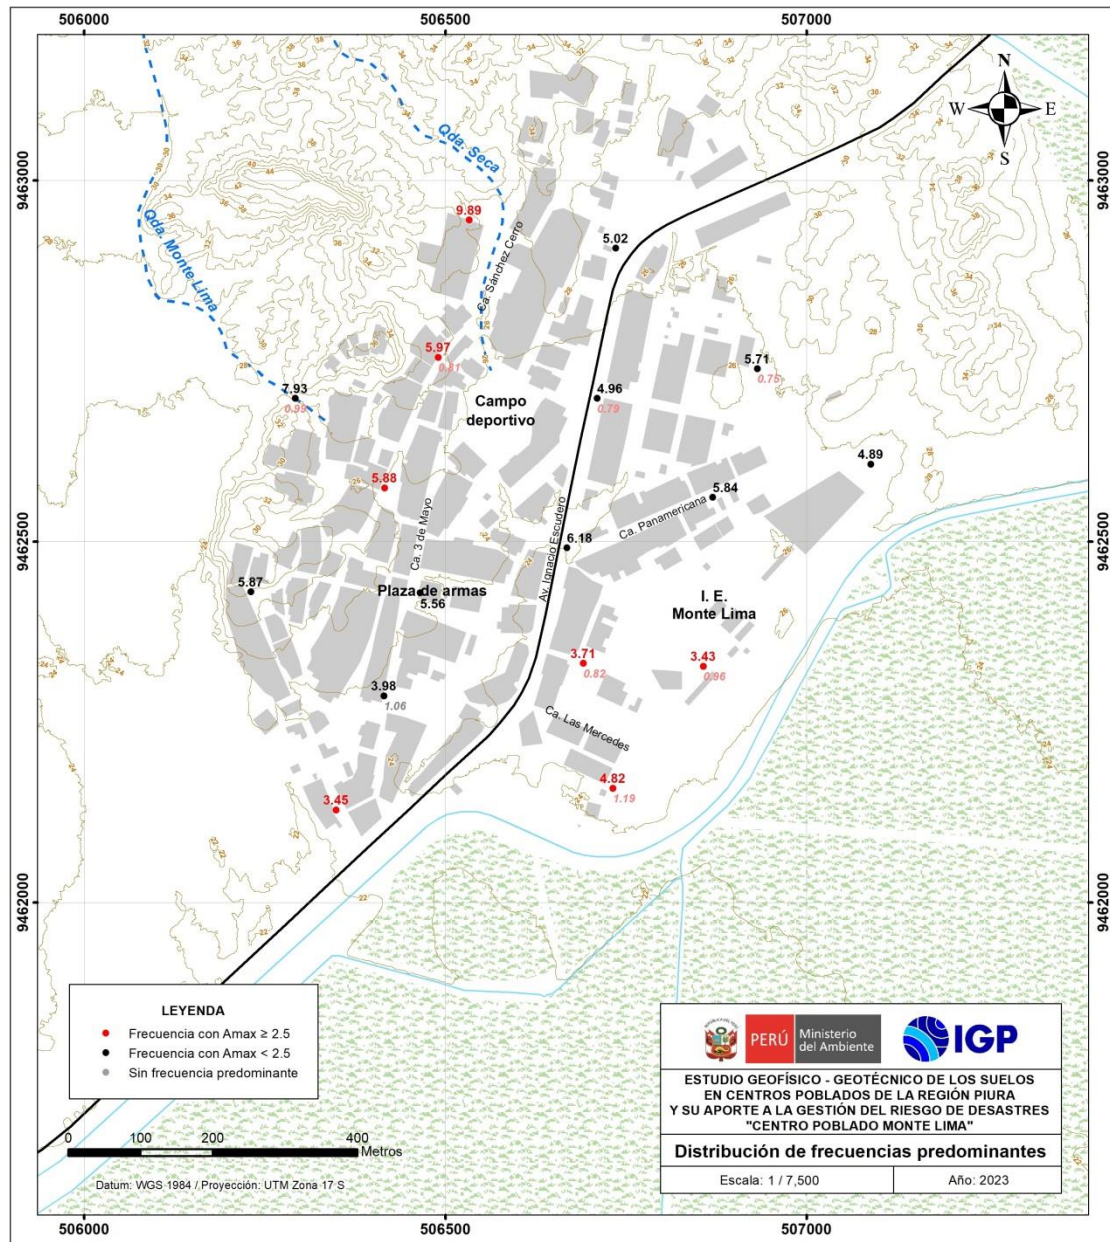 506000
506500
507000
N
W
E
S
9463000
9463000
Qda. Seca
9.89
Qda. Monte Lima
5.02
Ca. Sánchez Cerro
5.97
0.81
5.71
0.75
7.93
0.99
4.96
0.79
Campo
deportivo
4.89
5.88
5.84
Ca. Panamericana
Ca. 3 de Mayo
Av. Ignacio Escudero
9462500
9462500
6.18
5.87
Plaza de armas
5.56
I. E.
Monte Lima
3.71
0.82
3.43
0.96
3.98
1.06
Ca. Las Mercedes
4.82
1.19
3.45
9462000
9462000
LEYENDA
Frecuencia con Amax ≥ 2.5
Frecuencia con Amax < 2.5
Sin frecuencia predominante
0 100 200 400
Metros
Datum: WGS 1984 / Proyección: UTM Zona 17 S
PERÚ
Ministerio
del Ambiente
IGP
ESTUDIO GEOFÍSICO - GEOTÉCNICO DE LOS SUELOS
EN CENTROS POBLADOS DE LA REGIÓN PIURA
Y SU APORTE A LA GESTIÓN DEL RIESGO DE DESASTRES
"CENTRO POBLADO MONTE LIMA"
Distribución de frecuencias predominantes
Escala: 1 / 7,500
Año: 2023
506000
506500
507000